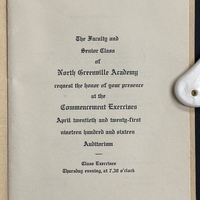 The Faculty and
Senior Class
of
North Greenville Academy
request the honor of your presence
at the
Commencement Exercises
April twentieth and twenty-first
nineteen hundred and sixteen
Auditorium
Class Exercises
Thursday evening, at 7.30 o'clock